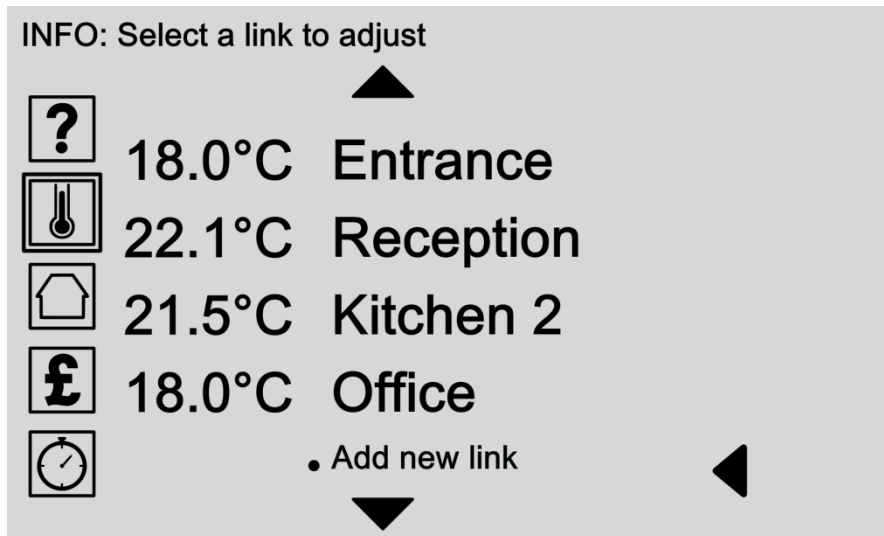 INFO: Select a link to adjust
?
18.0°C Entrance
22.1°C Reception
21.5°C Kitchen 2
£
18.0°C Office
• Add new link